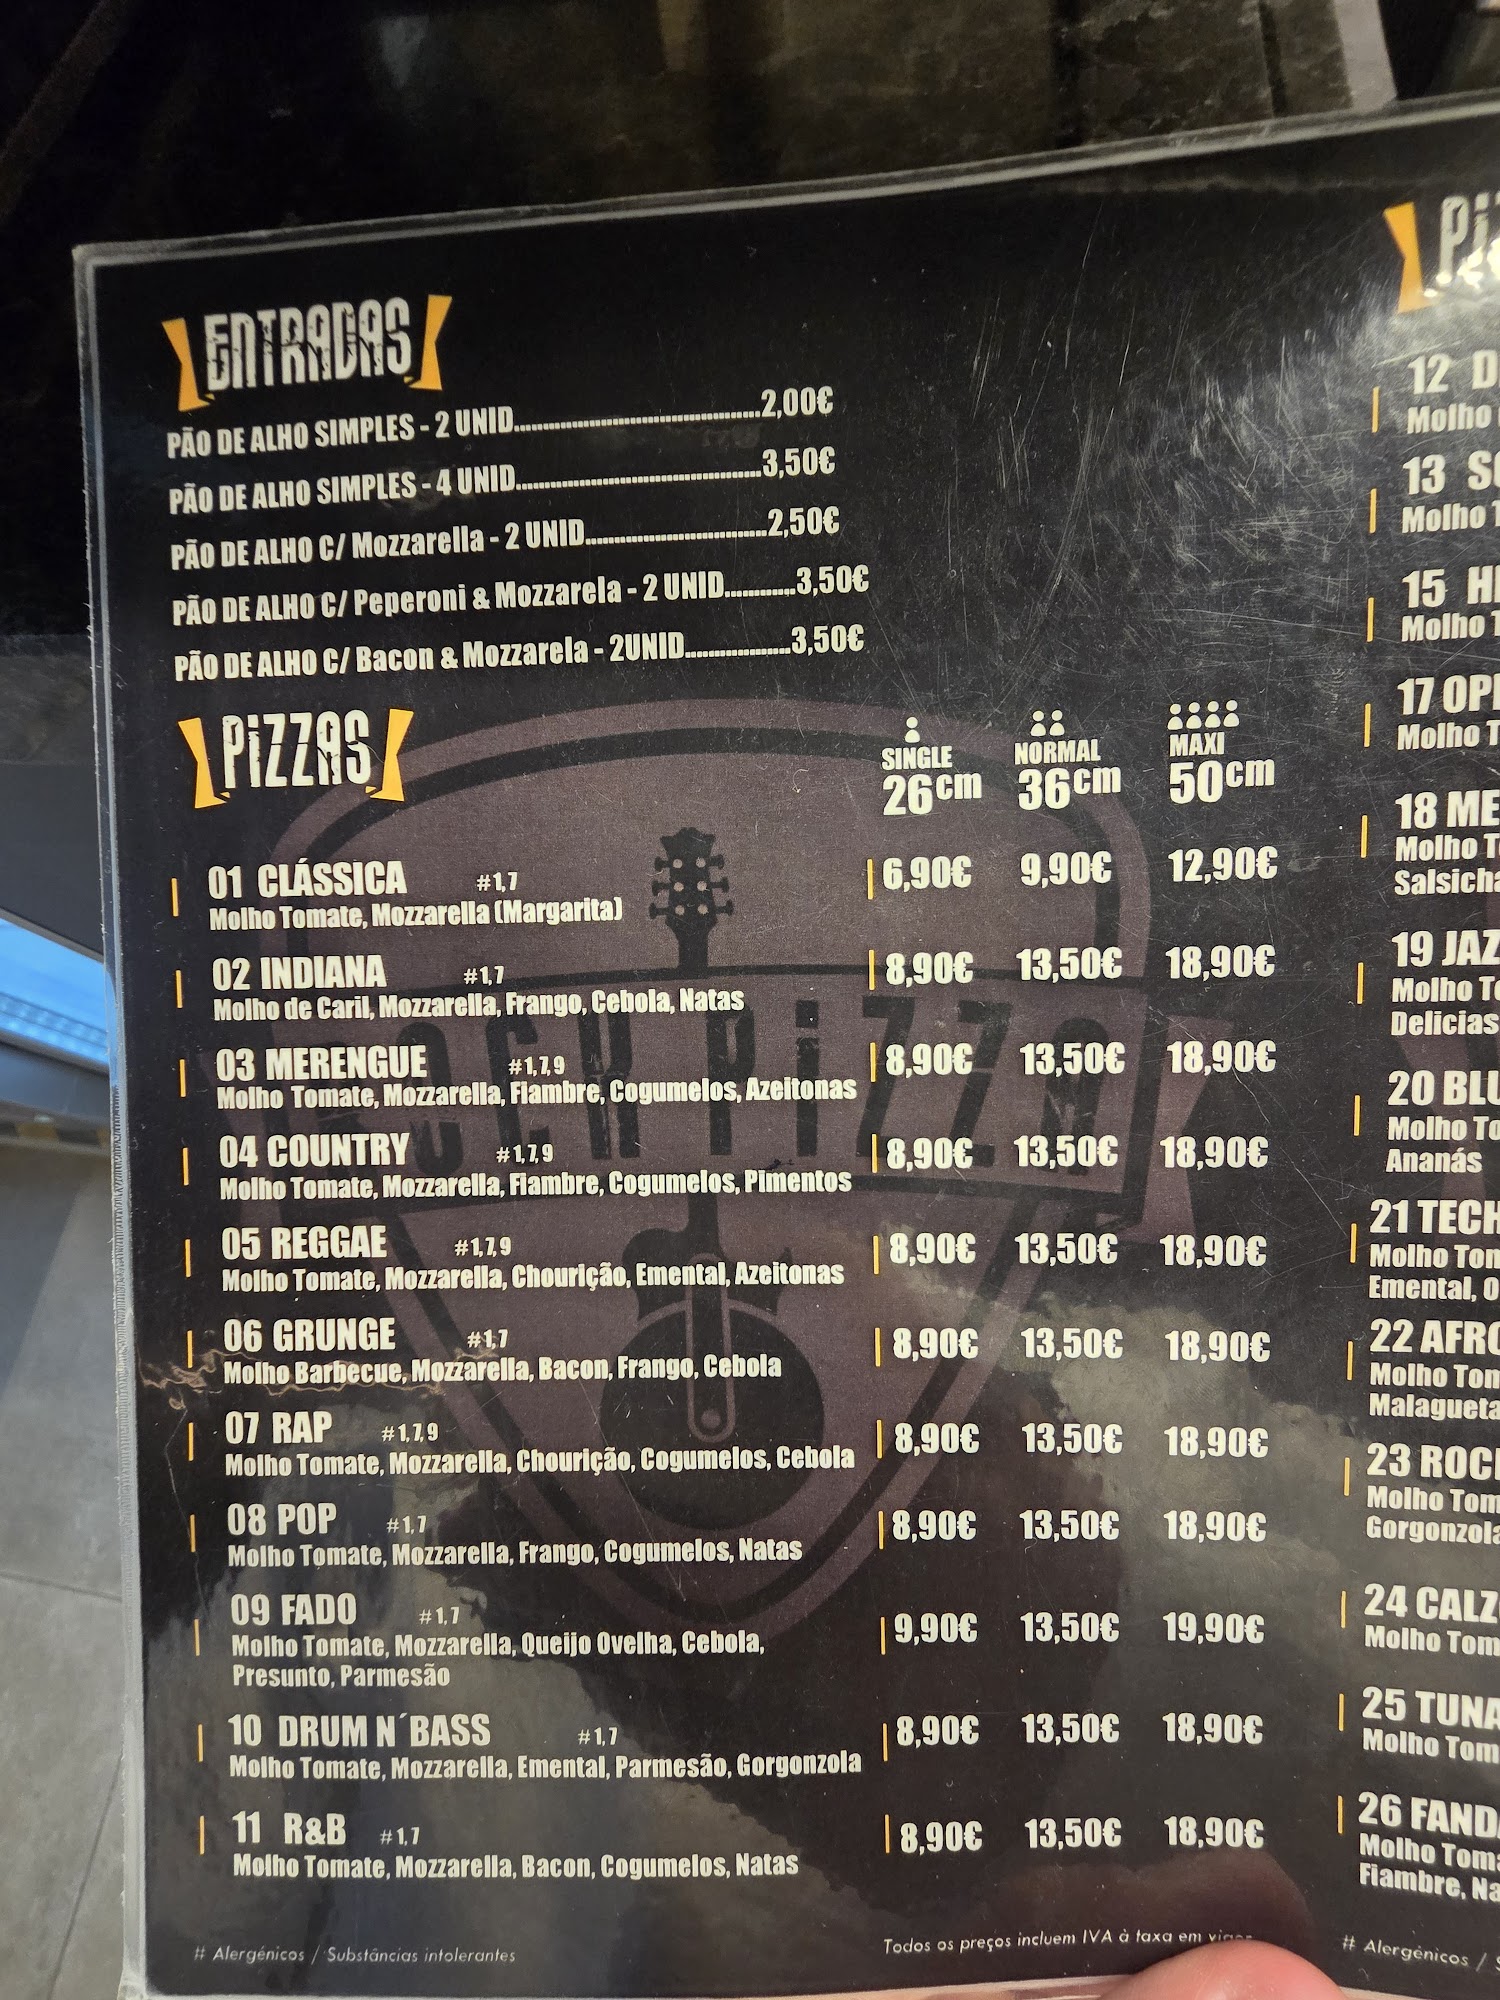 ENTRADAS
PÃO DE ALHO SIMPLES - 2 UNID...2,00€
PÃO DE ALHO SIMPLES - 4 UNID...3,50€
PÃO DE ALHO C/ Mozzarella - 2 UNID...2,50€
PÃO DE ALHO C/ Peperoni & Mozzarela - 2 UNID...3,50€
PÃO DE ALHO C/ Bacon & Mozzarela - 2UNID...3,50€
PiZZAS
SINGLE NORMAL MAXI
26cm 36cm 50cm
01 CLÁSSICA #1,7 6,90€ 9,90€ 12,90€
Molho Tomate, Mozzarella (Margarita)
02 INDIANA #1,7 8,90€ 13,50€ 18,90€
Molho de Caril, Mozzarella, Frango, Cebola, Natas
03 MERENGUE #1,7,9 8,90€ 13,50€ 18,90€
Molho Tomate, Mozzarella, Fiambre, Cogumelos, Azeitonas
04 COUNTRY #1,7,9 8,90€ 13,50€ 18,90€
Molho Tomate, Mozzarella, Fiambre, Cogumelos, Pimentos
05 REGGAE #1,7,9 8,90€ 13,50€ 18,90€
Molho Tomate, Mozzarella, Chourição, Emental, Azeitonas
06 GRUNGE #1,7 8,90€ 13,50€ 18,90€
Molho Barbecue, Mozzarella, Bacon, Frango, Cebola
07 RAP #1,7,9 8,90€ 13,50€ 18,90€
Molho Tomate, Mozzarella, Chourição, Cogumelos, Cebola
08 POP #1,7 8,90€ 13,50€ 18,90€
Molho Tomate, Mozzarella, Frango, Cogumelos, Natas
09 FADO #1,7 9,90€ 13,50€ 19,90€
Molho Tomate, Mozzarella, Queijo Ovelha, Cebola,
Presunto, Parmesão
10 DRUM N´BASS #1,7 8,90€ 13,50€ 18,90€
Molho Tomate, Mozzarella, Emental, Parmesão, Gorgonzola
11 R&B #1,7 8,90€ 13,50€ 18,90€
Molho Tomate, Mozzarella, Bacon, Cogumelos, Natas
# Alergénicos / Substâncias intolerantes
Todos os preços incluem IVA à taxa em
ROCK PiZZA
12
Molho
13
Molho
15
Molho
17
Molho
18
Molho
19 JAZ
Molho
Delicias
20
Molho
Ananás
21 TECH
Molho
Emental,
22 AFRO
Molho
Malagueta
23
Molho
Gorgonzola
24
Molho
25 TUNA
Molho
26
Molho
Fiambre,
# Alergénicos /